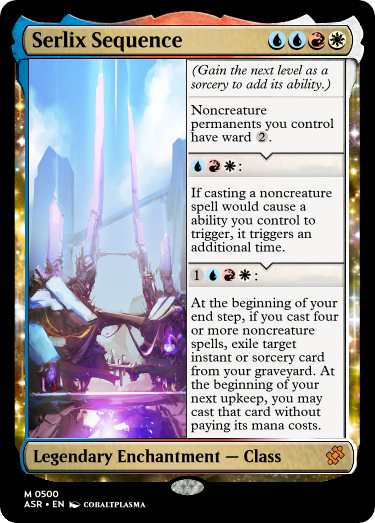 Serlix Sequence
(Gain the next level as a
sorcery to add its ability.)
Noncreature
permanents you control
have ward 2.
:
If casting a noncreature
spell would cause a
ability you control to
trigger, it triggers an
additional time.
1 :
At the beginning of your
end step, if you cast four
or more noncreature
spells, exile target
instant or sorcery card
from your graveyard. At
the beginning of your
next upkeep, you may
cast that card without
paying its mana costs.
Legendary Enchantment — Class
M 0500
ASR • EN COBALTPLASMA